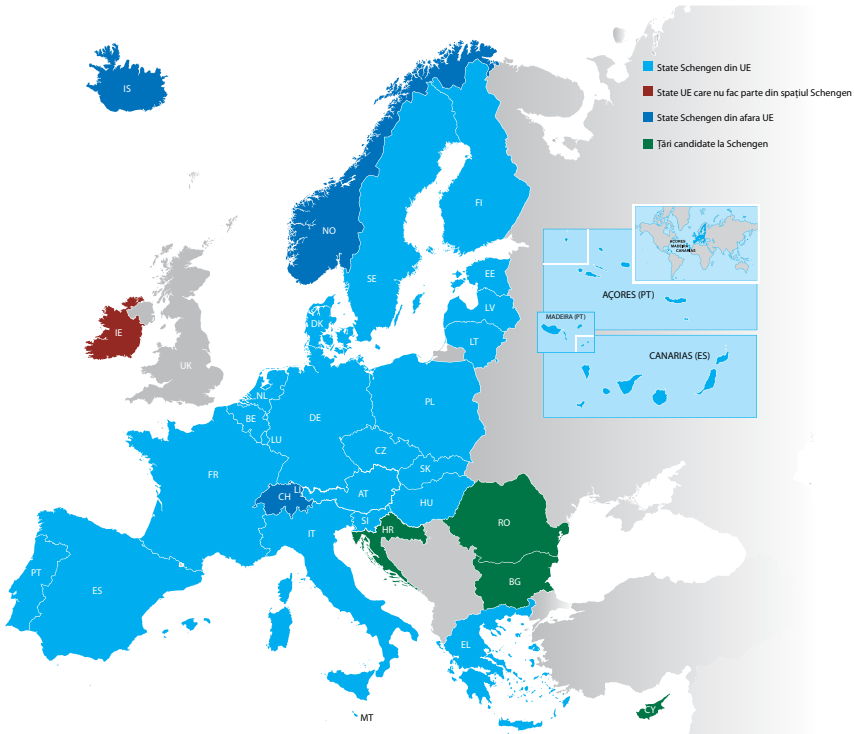 State Schengen din UE
State UE care nu fac parte din spațiul Schengen
State Schengen din afara UE
Țări candidate la Schengen
IS
NO
FI
SE
EE
LV
LT
DK
IE
UK
NL
BE
LU
DE
PL
CZ
SK
FR
CH
LI
AT
HU
SI
IT
HR
RO
BG
PT
ES
EL
MT
CY
AÇORES
MADEIRA
CANARIAS
AÇORES (PT)
MADEIRA (PT)
CANARIAS (ES)